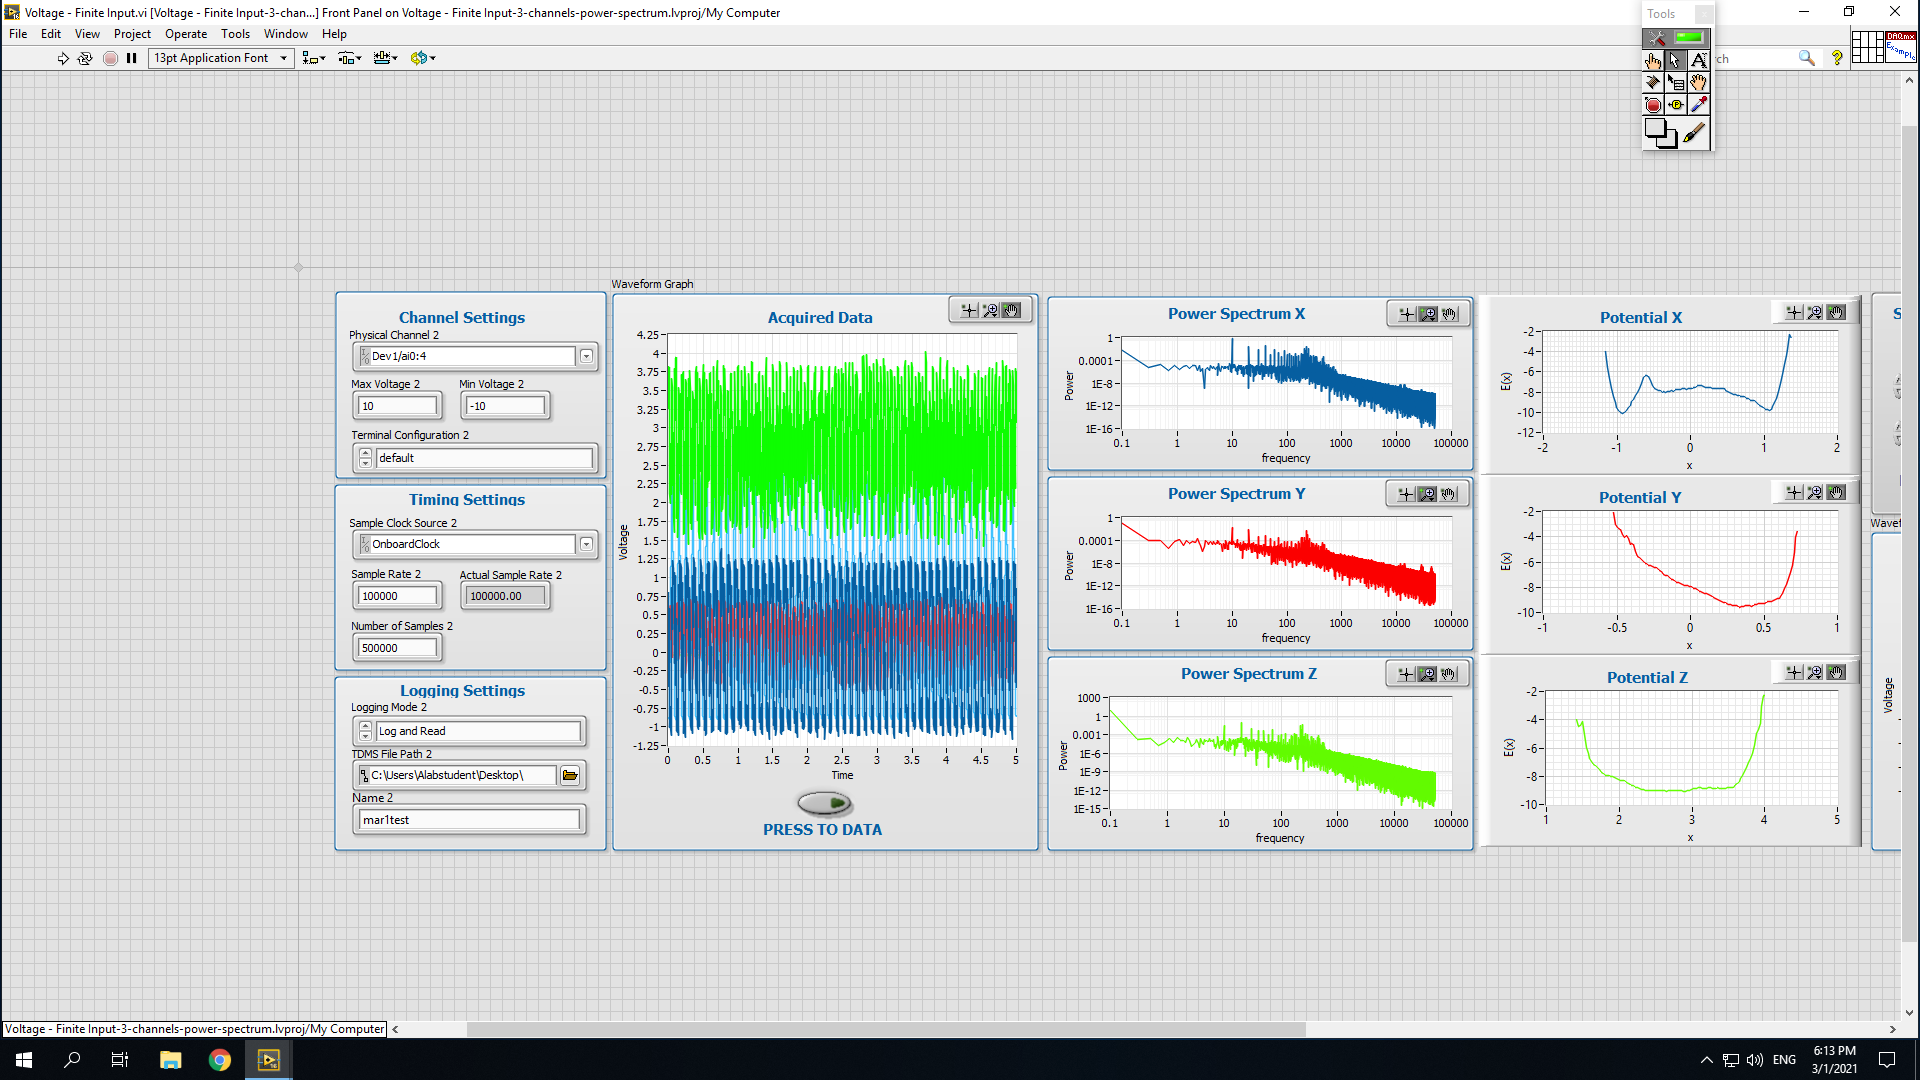 Voltage - Finite Input.vi [Voltage - Finite Input-3-chan...] Front Panel on Voltage - Finite Input-3-channels-power-spectrum.lvproj/My Computer
File Edit View Project Operate Tools Window Help
13pt Application Font
Tools
rch
DAQmx
Example
Waveform Graph
Channel Settings
Physical Channel 2
Dev1/ai0:4
Max Voltage 2 Min Voltage 2
10 -10
Terminal Configuration 2
default
Timing Settings
Sample Clock Source 2
OnboardClock
Sample Rate 2 Actual Sample Rate 2
100000 100000.00
Number of Samples 2
500000
Logging Settings
Logging Mode 2
Log and Read
TDMS File Path 2
C:\Users\Alabstudent\Desktop\
Name 2
mar1test
Acquired Data
4.25
4
3.75
3.5
3.25
3
2.75
2.5
2.25
2
1.75
1.5
1.25
1
0.75
0.5
0.25
0
-0.25
-0.5
-0.75
-1
-1.25
Voltage
0 0.5 1 1.5 2 2.5 3 3.5 4 4.5 5
Time
PRESS TO DATA
Power Spectrum X
1
0.0001
1E-8
1E-12
1E-16
Power
0.1 1 10 100 1000 10000 100000
frequency
Power Spectrum Y
1
0.0001
1E-8
1E-12
1E-16
Power
0.1 1 10 100 1000 10000 100000
frequency
Power Spectrum Z
1000
1
0.001
1E-6
1E-9
1E-12
1E-15
Power
0.1 1 10 100 1000 10000 100000
frequency
Potential X
-2
-4
-6
-8
-10
-12
E(x)
-2 -1 0 1 2
x
Potential Y
-2
-4
-6
-8
-10
E(x)
-1 -0.5 0 0.5 1
x
Potential Z
-2
-4
-6
-8
-10
E(x)
1 2 3 4 5
x
S
Wavef
Voltage
Voltage - Finite Input-3-channels-power-spectrum.lvproj/My Computer
ENG
6:13 PM
3/1/2021